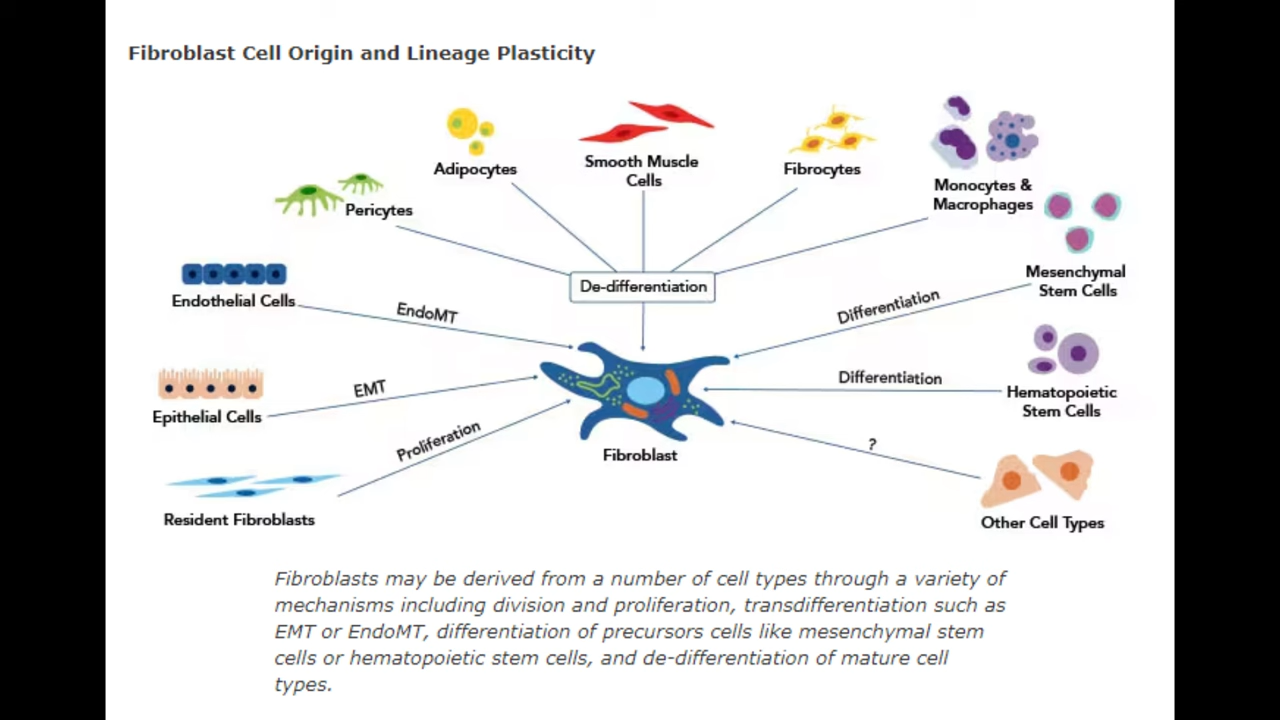 Fibroblast Cell Origin and Lineage Plasticity
Adipocytes
Smooth Muscle
Cells
Fibrocytes
Monocytes &
Macrophages
Pericytes
Mesenchymal
Stem Cells
De-differentiation
Endothelial Cells
EndoMT
Differentiation
Epithelial Cells
EMT
Differentiation
Hematopoietic
Stem Cells
Proliferation
?
Fibroblast
Resident Fibroblasts
Other Cell Types
Fibroblasts may be derived from a number of cell types through a variety of
mechanisms including division and proliferation, transdifferentiation such as
EMT or EndoMT, differentiation of precursors cells like mesenchymal stem
cells or hematopoietic stem cells, and de-differentiation of mature cell
types.